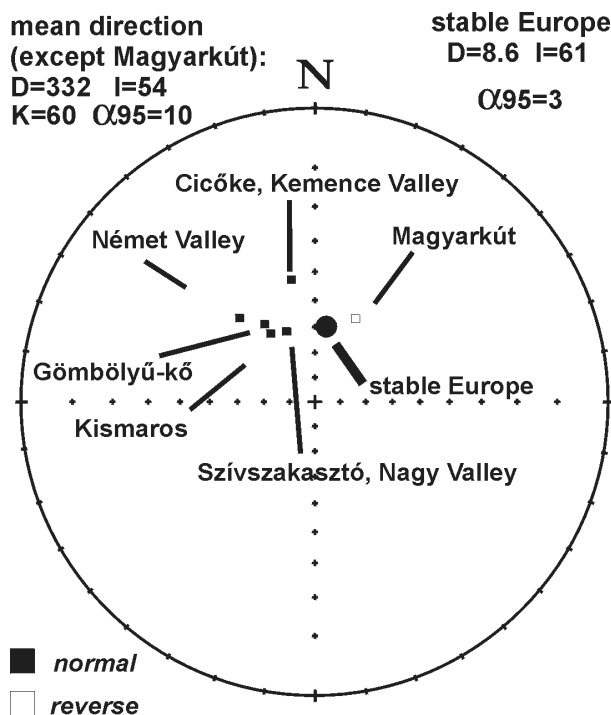 mean direction
(except Magyarkút):
D=332 I=54
K=60 α95=10
stable Europe
D=8.6 I=61
α95=3
N
Cicőke, Kemence Valley
Német Valley
Magyarkút
Gömbölyű-kő
stable Europe
Kismaros
Szívszakasztó, Nagy Valley
normal
reverse